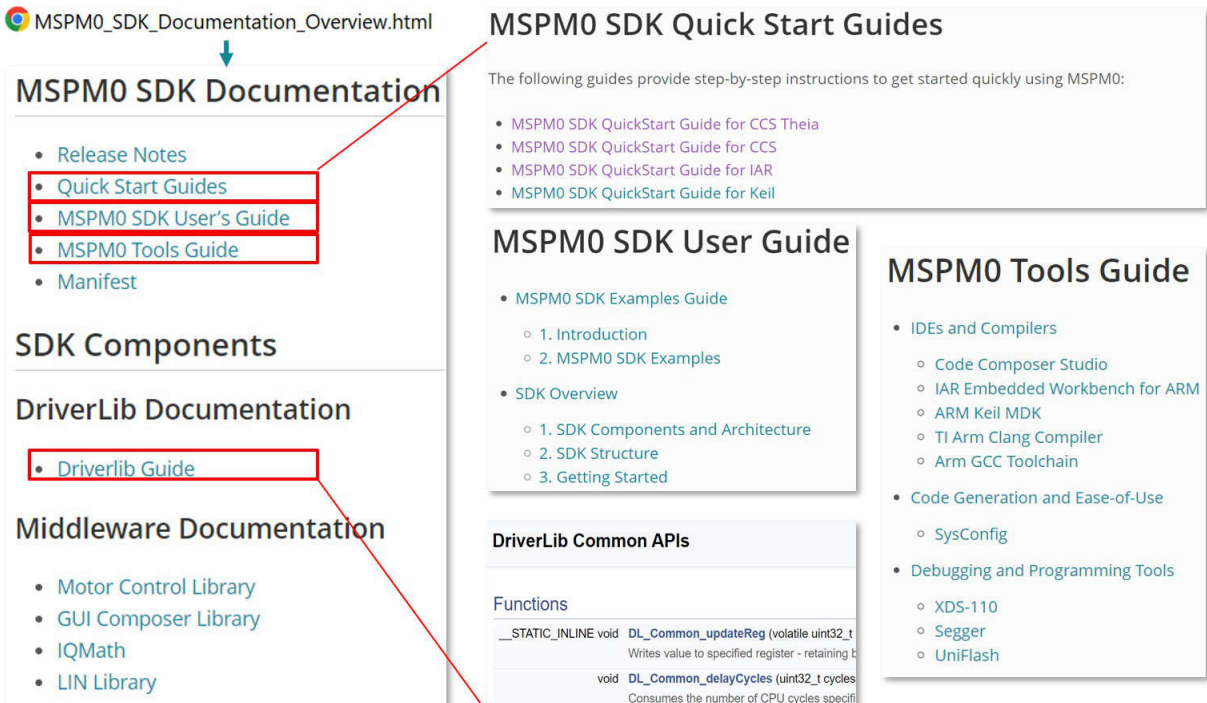 MSPM0_SDK_Documentation_Overview.html
MSPM0 SDK Documentation
Release Notes
Quick Start Guides
MSPM0 SDK User's Guide
MSPM0 Tools Guide
Manifest
SDK Components
DriverLib Documentation
Driverlib Guide
Middleware Documentation
Motor Control Library
GUI Composer Library
IQMath
LIN Library
MSPM0 SDK Quick Start Guides
The following guides provide step-by-step instructions to get started quickly using MSPM0:
MSPM0 SDK QuickStart Guide for CCS Theia
MSPM0 SDK QuickStart Guide for CCS
MSPM0 SDK QuickStart Guide for IAR
MSPM0 SDK QuickStart Guide for Keil
MSPM0 SDK User Guide
MSPM0 SDK Examples Guide
1. Introduction
2. MSPM0 SDK Examples
SDK Overview
1. SDK Components and Architecture
2. SDK Structure
3. Getting Started
DriverLib Common APIs
Functions
__STATIC_INLINE void DL_Common_updateReg (volatile uint32_t
Writes value to specified register - retaining
void DL_Common_delayCycles (uint32_t cycles
Consumes the number of CPU cycles
MSPM0 Tools Guide
IDEs and Compilers
Code Composer Studio
IAR Embedded Workbench for ARM
ARM Keil MDK
TI Arm Clang Compiler
Arm GCC Toolchain
Code Generation and Ease-of-Use
SysConfig
Debugging and Programming Tools
XDS-110
Segger
UniFlash